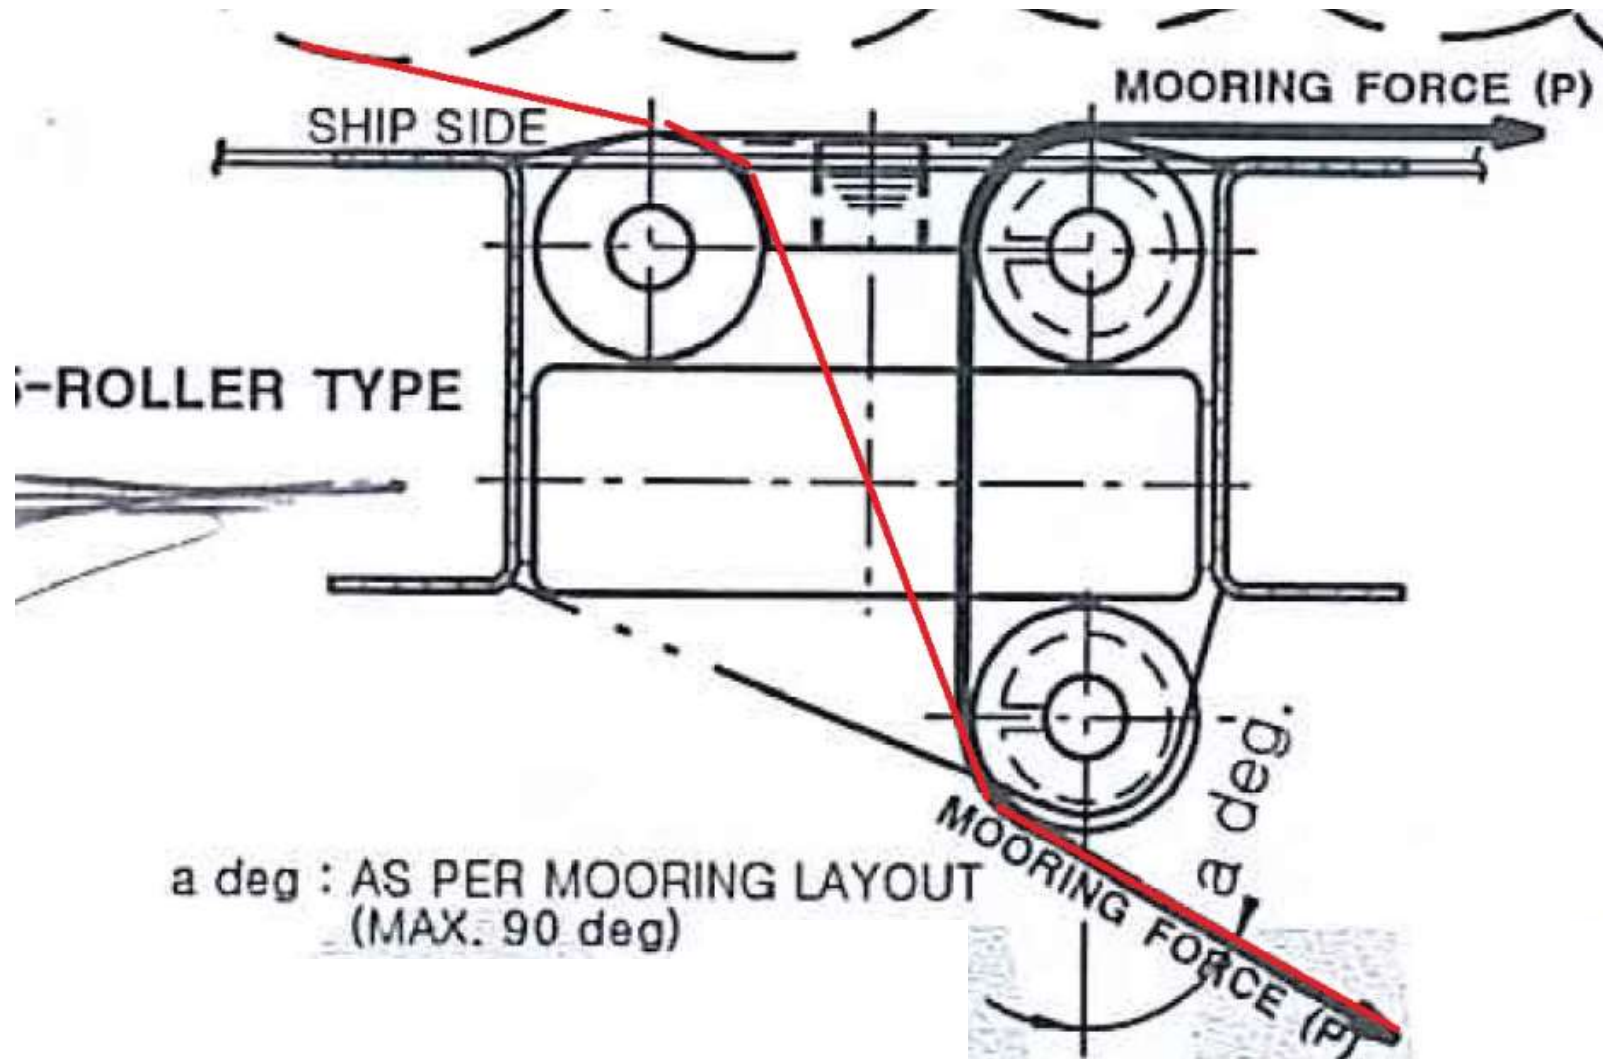 MOORING FORCE (P)
SHIP SIDE
-ROLLER TYPE
a deg.
a deg : AS PER MOORING LAYOUT
(MAX. 90 deg)
MOORING FORCE (P)